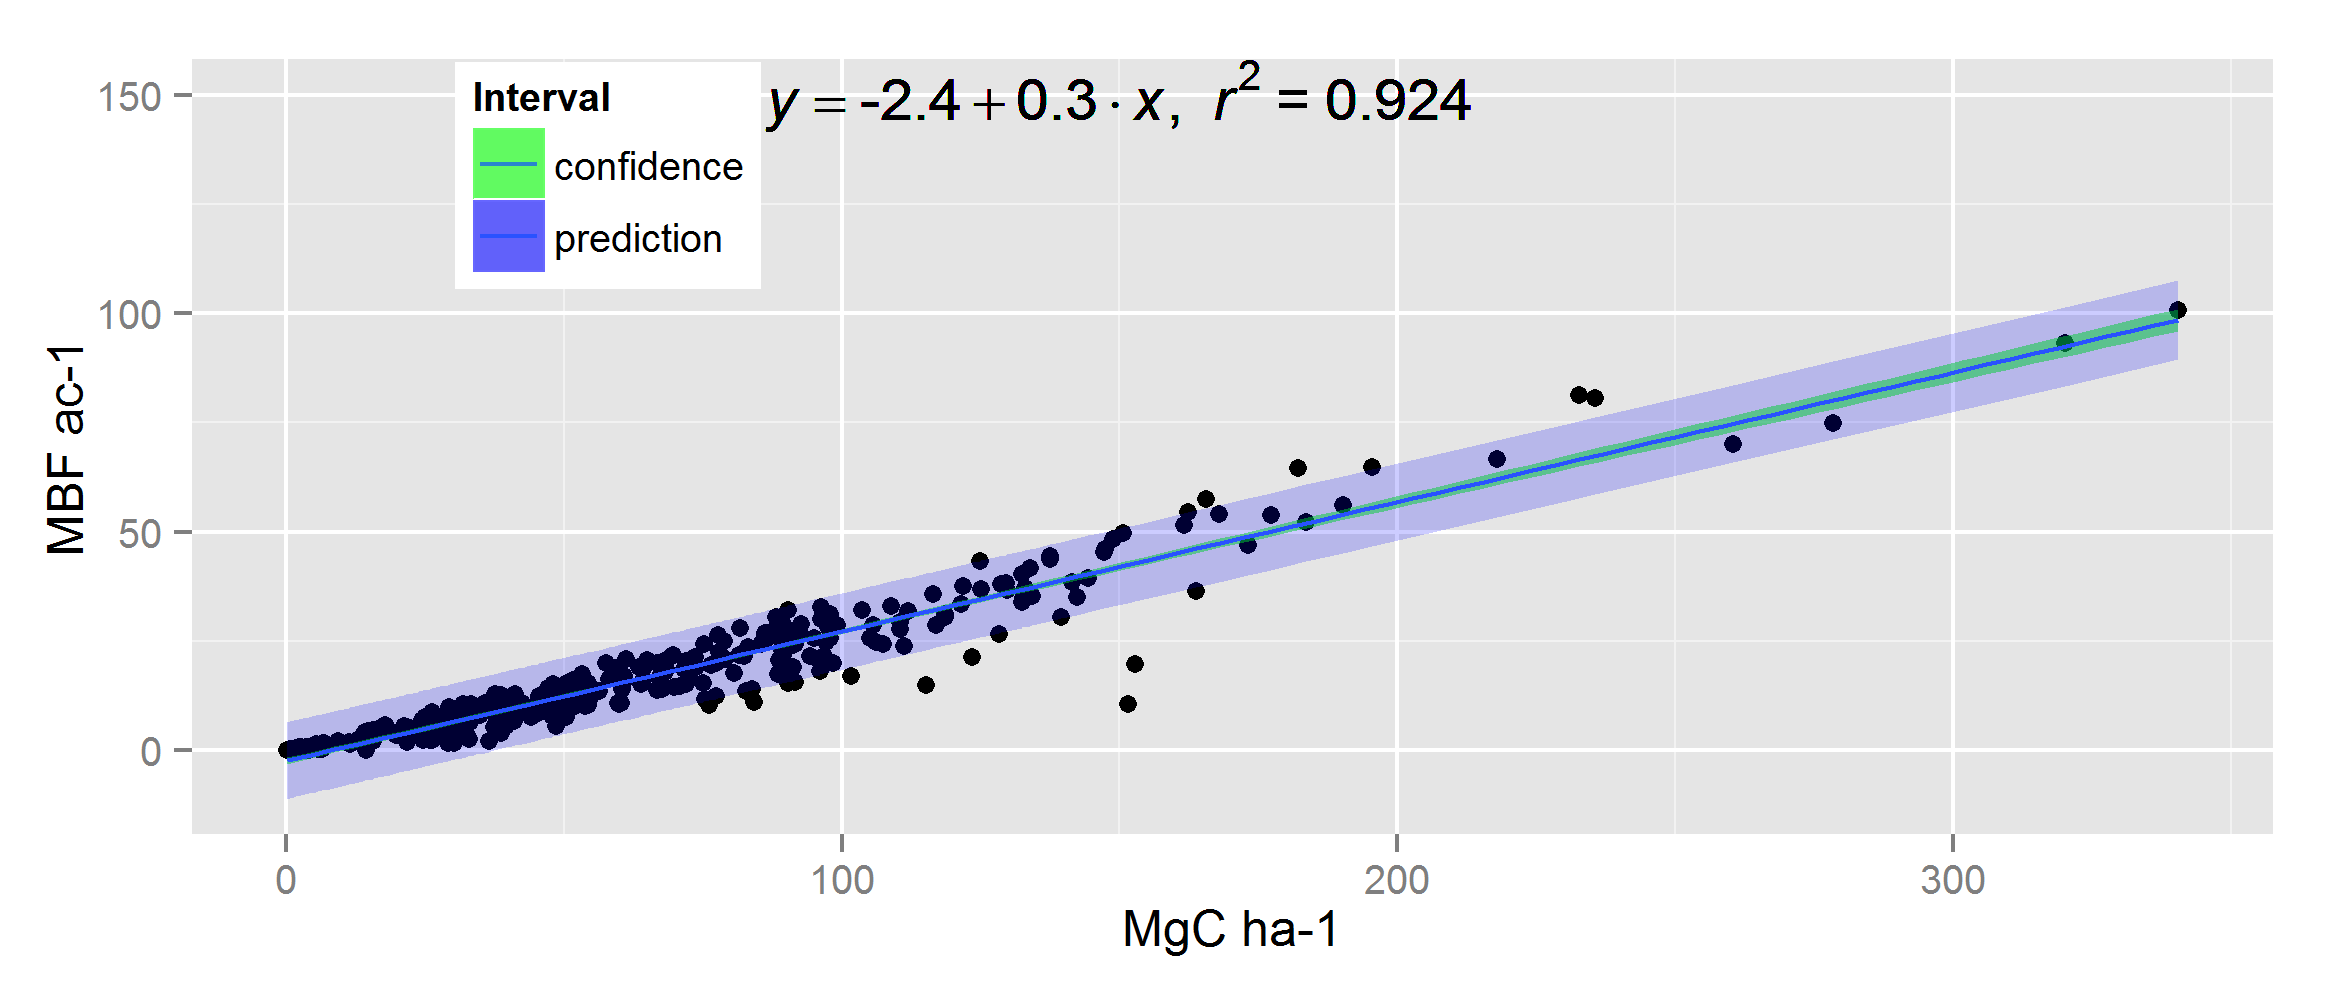 Interval
confidence
prediction
y = -2.4 + 0.3 · x, r² = 0.924
MBF ac-1
150
100
50
0
0 100 200 300
MgC ha-1